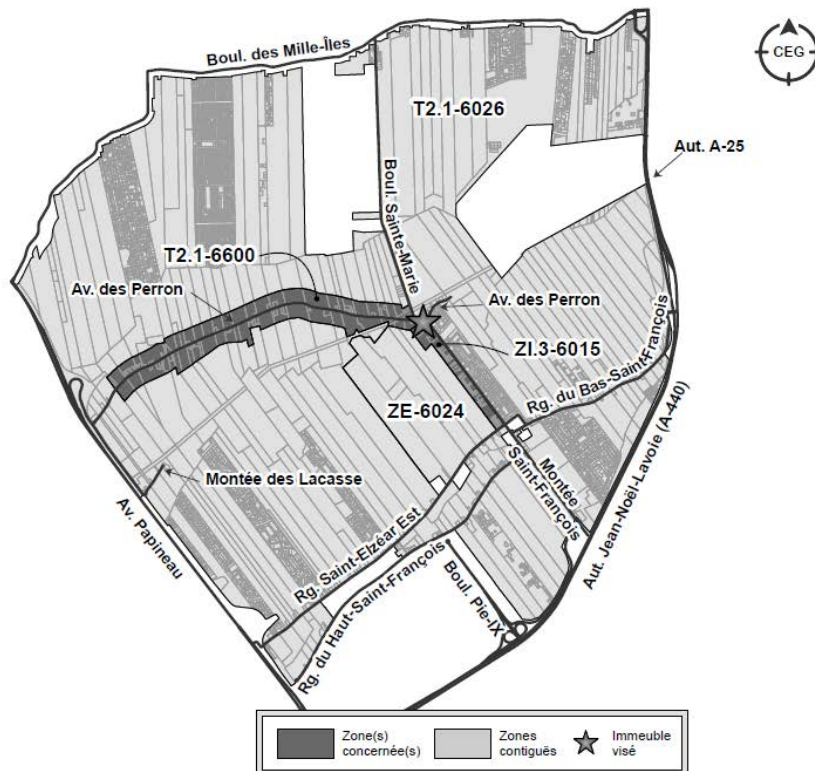 Boul. des Mille-Îles
CEG
T2.1-6026
Aut. A-25
Boul. Sainte-Marie
T2.1-6600
Av. des Perron
Av. des Perron
ZI.3-6015
Rg. du Bas-Saint-François
ZE-6024
Montée des Lacasse
Montée
Saint-François
Av. Papineau
Rg. Saint-Elzéar Est
Rg. du Haut-Saint-François
Boul. Pie-IX
Aut. Jean-Noël-Lavoie (A-440)
Zone(s)
concernée(s)
Zones
contiguës
Immeuble
visé